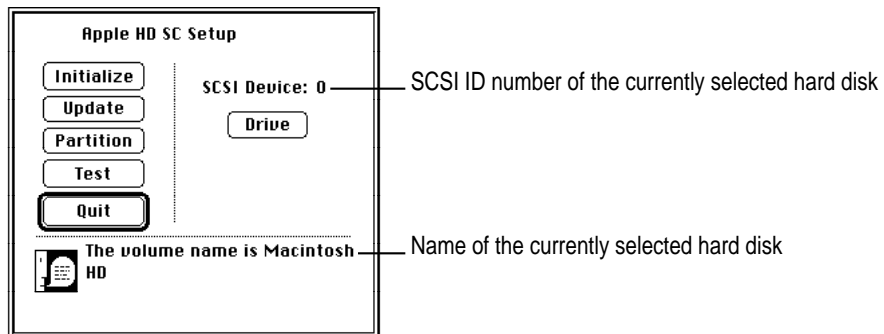 Apple HD SC Setup
Initialize
Update
Partition
Test
Quit
SCSI Device: 0
Drive
SCSI ID number of the currently selected hard disk
The volume name is Macintosh
HD
Name of the currently selected hard disk